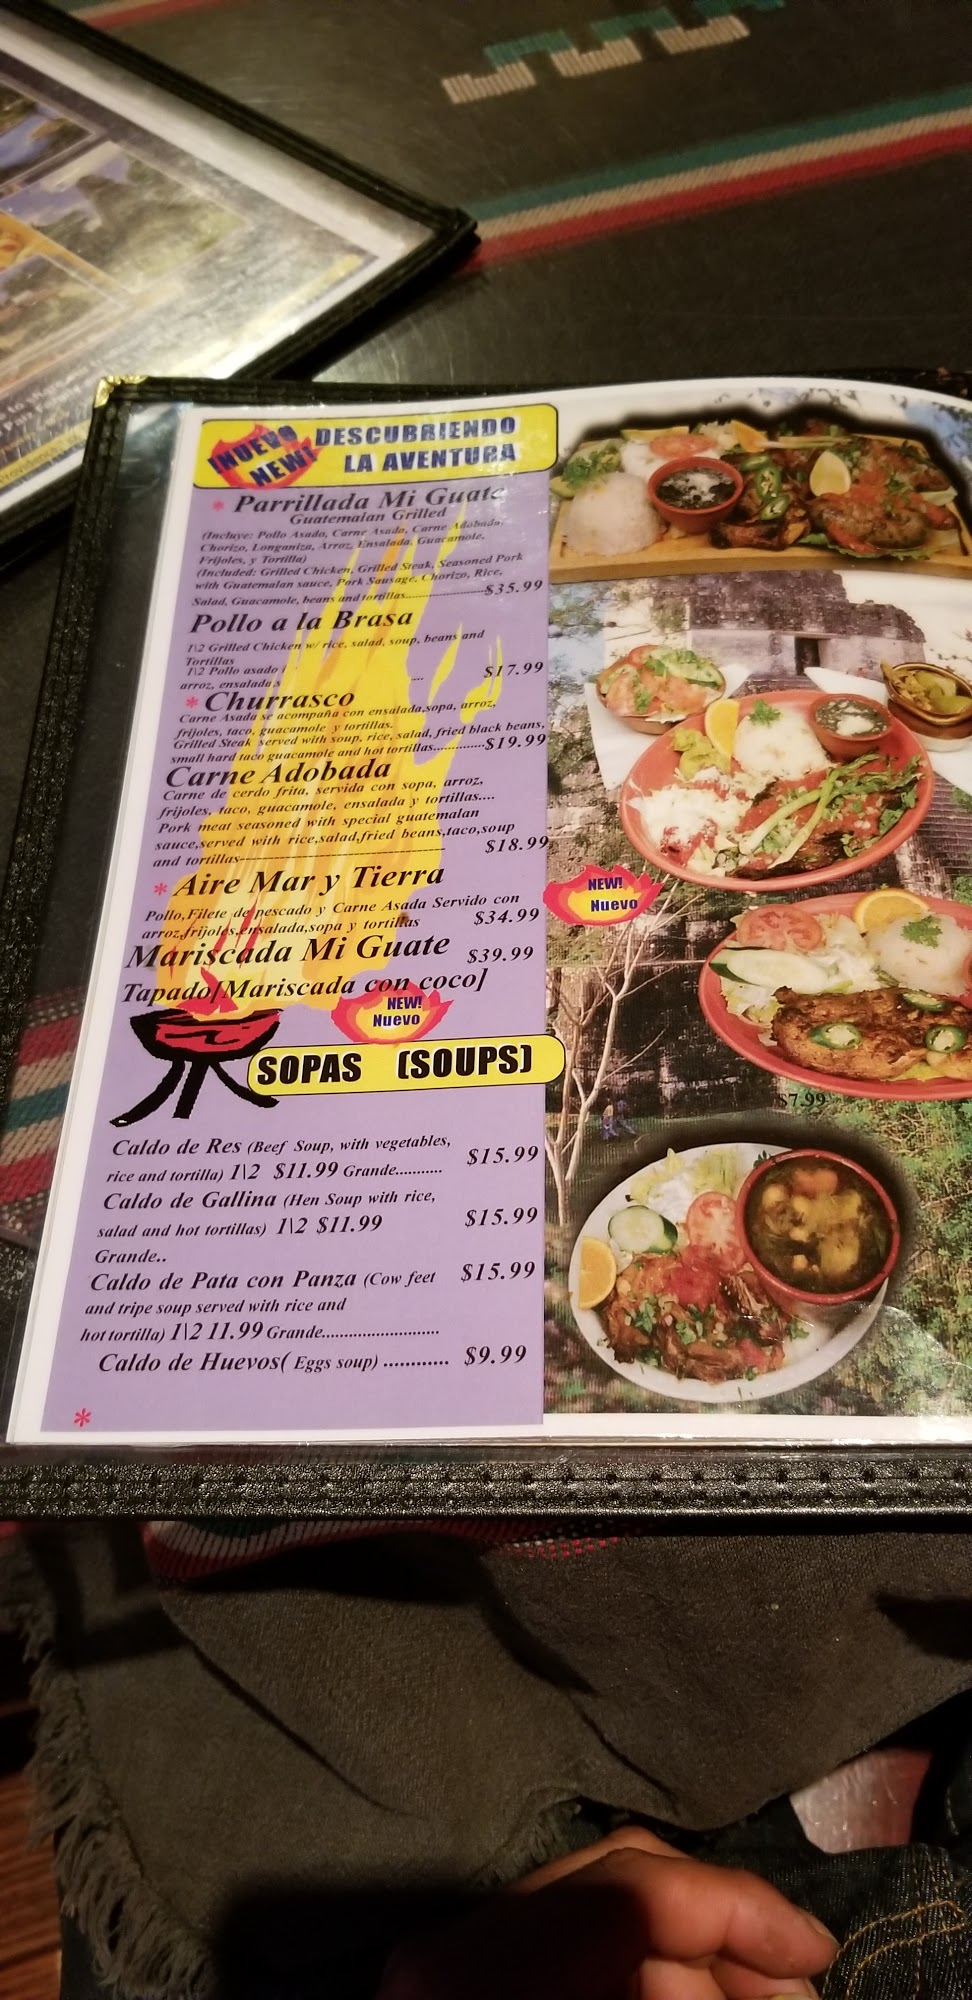 ¡NUEVO
NEW!
DESCUBRIENDO
LA AVENTURA
* Parrillada Mi Guate
Guatemalan Grilled
(Incluye: Pollo Asado, Carne Asada, Carne Adobada,
Chorizo, Longaniza, Arroz, Ensalada, Guacamole,
Frijoles, y Tortilla)
(Included: Grilled Chicken, Grilled Steak, Seasoned Pork
with Guatemalan sauce, Pork Sausage, Chorizo, Rice,
Salad, Guacamole, beans and tortillas.......................$35.99
Pollo a la Brasa
1\2 Grilled Chicken w/ rice, salad, soup, beans and
Tortillas
1\2 Pollo asado .... $17.99
arroz, ensalada,s
* Churrasco
Carne Asada se acompaña con ensalada,sopa, arroz,
frijoles, taco, guacamole y tortillas.
Grilled Steak served with soup, rice, salad, fried black beans,
small hard taco guacamole and hot tortillas.............$19.99
Carne Adobada
Carne de cerdo frita, servida con sopa, arroz,
frijoles, taco, guacamole, ensalada y tortillas....
Pork meat seasoned with special guatemalan
sauce,served with rice,salad,fried beans,taco,soup
and tortillas---------------------------------------- $18.99
* Aire Mar y Tierra
Pollo,Filete de pescado y Carne Asada Servido con
arroz,frijoles,ensalada,sopa y tortillas $34.99
NEW!
Nuevo
Mariscada Mi Guate $39.99
Tapado[Mariscada con coco]
NEW!
Nuevo
SOPAS (SOUPS)
$7.99
Caldo de Res (Beef Soup, with vegetables,
rice and tortilla) 1\2 $11.99 Grande........... $15.99
Caldo de Gallina (Hen Soup with rice,
salad and hot tortillas) 1\2 $11.99 $15.99
Grande..
Caldo de Pata con Panza (Cow feet $15.99
and tripe soup served with rice and
hot tortilla) 1\2 11.99 Grande...........................
Caldo de Huevos( Eggs soup) ............ $9.99
*